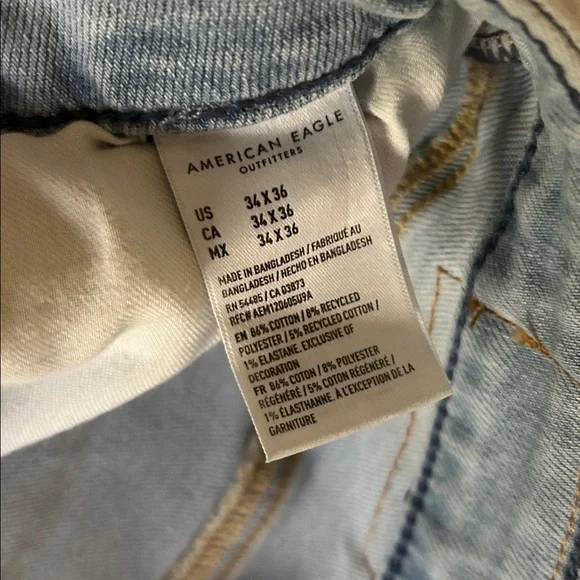 AMERICAN EAGLE
OUTFITTERS
US 34 X 36
CA 34 X 36
MX 34 X 36
MADE IN BANGLADESH / FABRIQUÉ AU
BANGLADESH / HECHO EN BANGLADESH
RN 54485 / CA 03873
RFC# AEM120605U9A
EN 86% COTTON / 8% RECYCLED
POLYESTER / 5% RECYCLED COTTON /
1% ELASTANE. EXCLUSIVE OF
DECORATION
FR 86% COTON / 8% POLYESTER
RÉGÉNÉRÉ / 5% COTON RÉGÉNÉRÉ /
1% ÉLASTHANNE. À L'EXCEPTION DE LA
GARNITURE